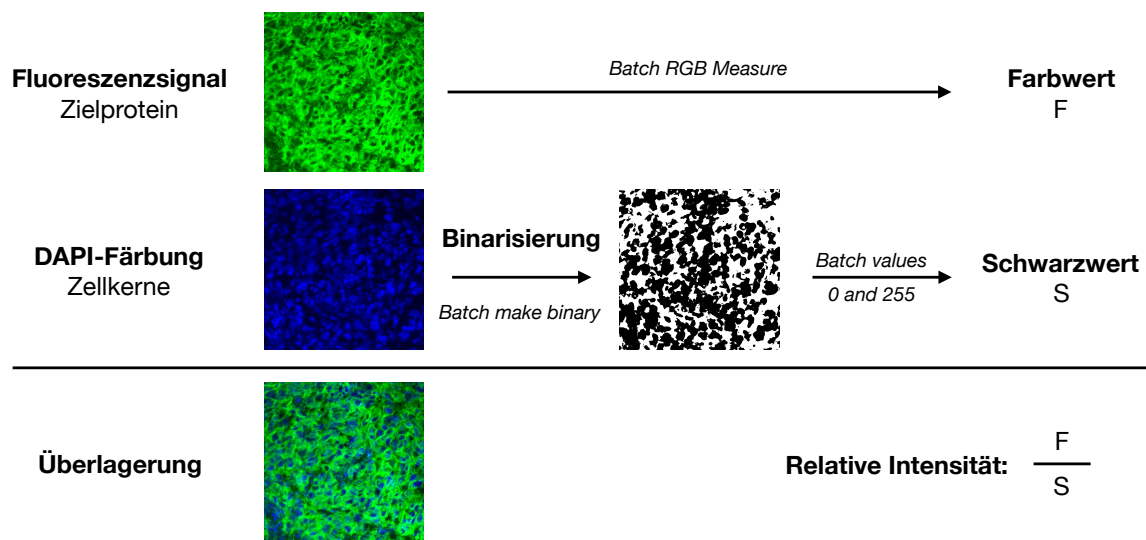 Fluoreszenzsignal
Zielprotein
Batch RGB Measure
Farbwert
F
DAPI-Färbung
Zellkerne
Binarisierung
Batch make binary
Batch values
0 and 255
Schwarzwert
S
Überlagerung
Relative Intensität:
F
S